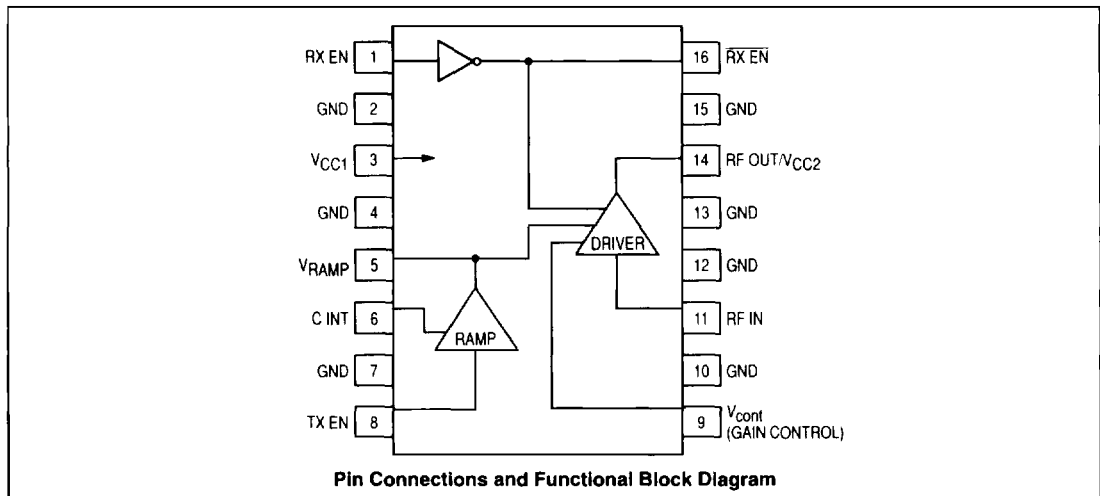 RX EN 1
GND 2
VCC1 3
GND 4
VRAMP 5
C INT 6
GND 7
TX EN 8
16 RX EN
15 GND
14 RF OUT/VCC2
13 GND
12 GND
11 RF IN
10 GND
9 Vcont
(GAIN CONTROL)
DRIVER
RAMP
Pin Connections and Functional Block Diagram